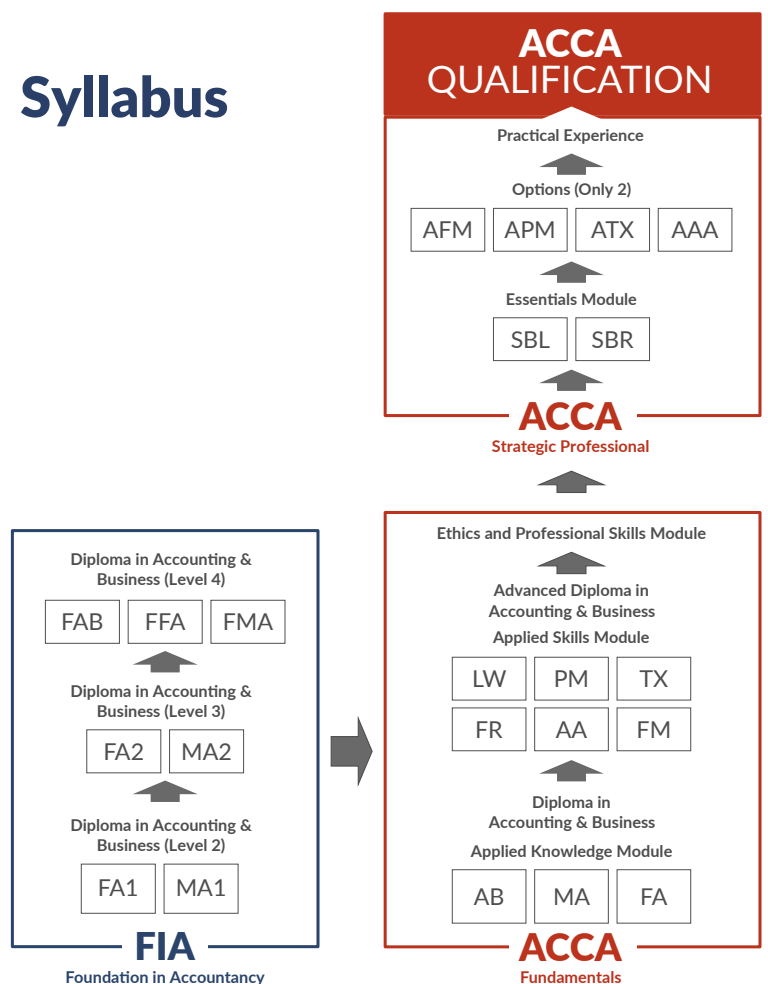 Syllabus
ACCA
QUALIFICATION
Practical Experience
Options (Only 2)
AFM APM ATX AAA
Essentials Module
SBL SBR
ACCA
Strategic Professional
Diploma in Accounting &
Business (Level 4)
FAB FFA FMA
Diploma in Accounting &
Business (Level 3)
FA2 MA2
Diploma in Accounting &
Business (Level 2)
FA1 MA1
FIA
Foundation in Accountancy
Ethics and Professional Skills Module
Advanced Diploma in
Accounting & Business
Applied Skills Module
LW PM TX
FR AA FM
Diploma in
Accounting & Business
Applied Knowledge Module
AB MA FA
ACCA
Fundamentals